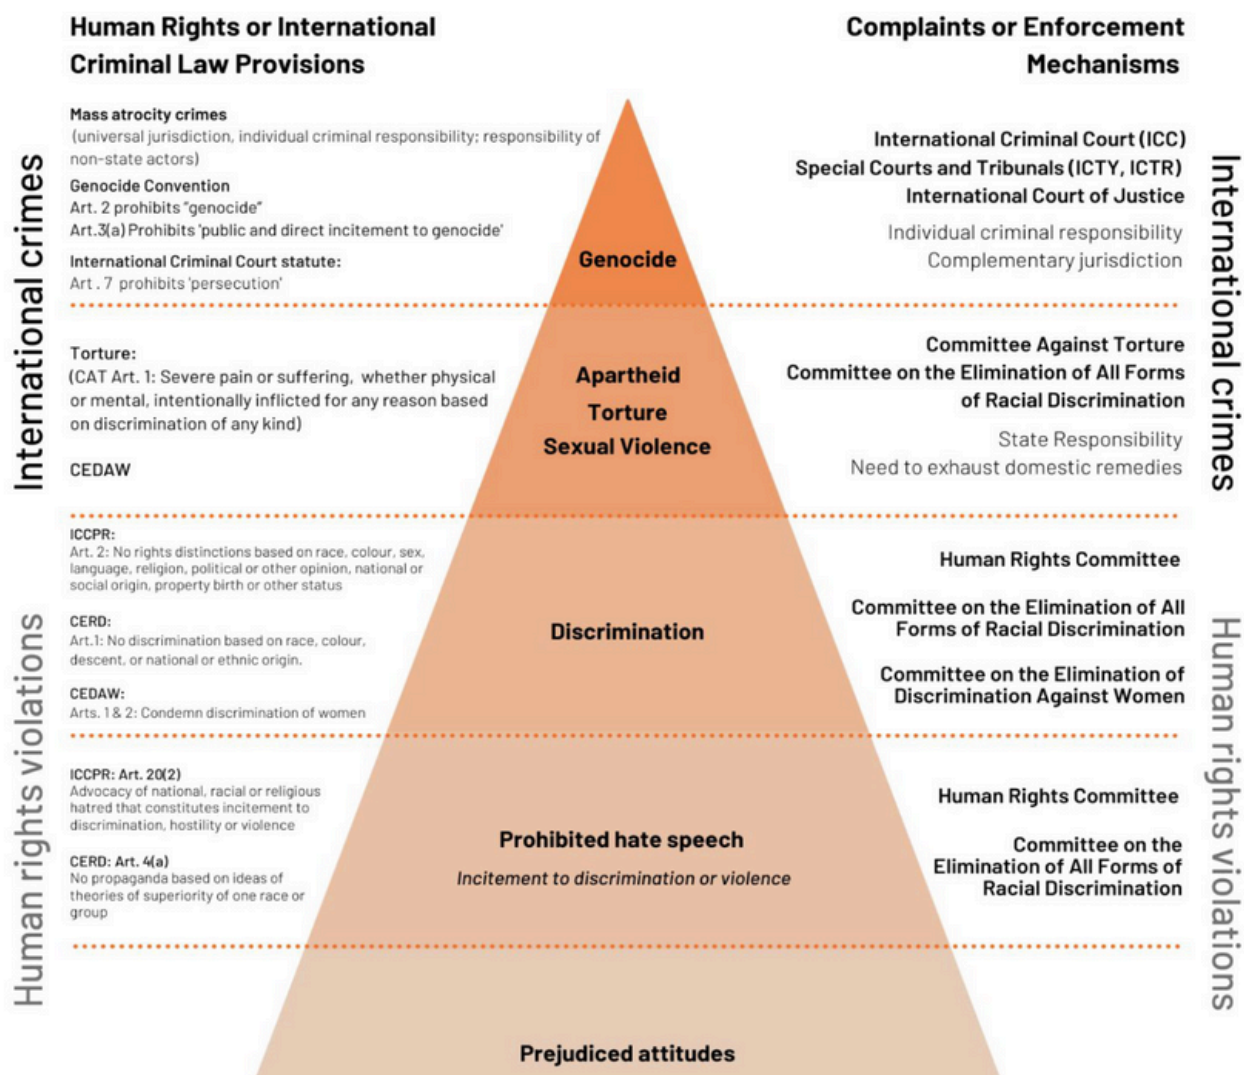 Human Rights or International
Criminal Law Provisions
Complaints or Enforcement
Mechanisms
International crimes
Mass atrocity crimes
(universal jurisdiction, individual criminal responsibility; responsibility of
non-state actors)
Genocide Convention
Art. 2 prohibits "genocide"
Art.3(a) Prohibits 'public and direct incitement to genocide'
International Criminal Court statute:
Art . 7 prohibits 'persecution'
Genocide
International Criminal Court (ICC)
Special Courts and Tribunals (ICTY, ICTR)
International Court of Justice
Individual criminal responsibility
Complementary jurisdiction
International crimes
Torture:
(CAT Art. 1: Severe pain or suffering, whether physical
or mental, intentionally inflicted for any reason based
on discrimination of any kind)
CEDAW
Apartheid
Torture
Sexual Violence
Committee Against Torture
Committee on the Elimination of All Forms
of Racial Discrimination
State Responsibility
Need to exhaust domestic remedies
Human rights violations
ICCPR:
Art. 2: No rights distinctions based on race, colour, sex,
language, religion, political or other opinion, national or
social origin, property birth or other status
CERD:
Art.1: No discrimination based on race, colour,
descent, or national or ethnic origin.
CEDAW:
Arts. 1 & 2: Condemn discrimination of women
Discrimination
Human Rights Committee
Committee on the Elimination of All
Forms of Racial Discrimination
Committee on the Elimination of
Discrimination Against Women
Human rights violations
ICCPR: Art. 20(2)
Advocacy of national, racial or religious
hatred that constitutes incitement to
discrimination, hostility or violence
CERD: Art. 4(a)
No propaganda based on ideas of
theories of superiority of one race or
group
Prohibited hate speech
Incitement to discrimination or violence
Human Rights Committee
Committee on the
Elimination of All Forms of
Racial Discrimination
Prejudiced attitudes